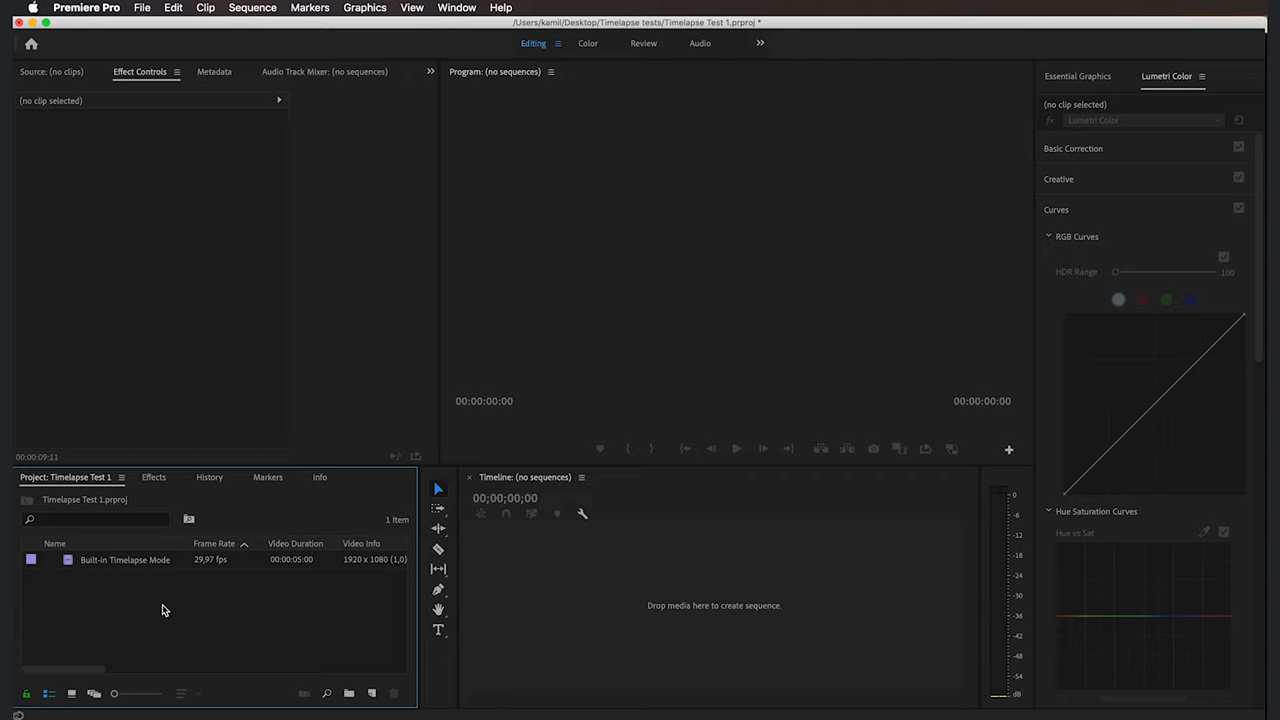 Premiere Pro File Edit Clip Sequence Markers Graphics View Window Help
/Users/kamil/Desktop/Timelapse tests/Timelapse Test 1.prproj *
Editing Color Review Audio
Source: (no clips) Effect Controls Metadata Audio Track Mixer: (no sequences)
Program: (no sequences)
Essential Graphics Lumetri Color
(no clip selected)
(no clip selected)
fx Lumetri Color
Basic Correction
Creative
Curves
RGB Curves
HDR Range 100
00:00:00:00 00:00:00:00
00:00:09:11
Project: Timelapse Test 1 Effects History Markers Info
Timelapse Test 1.prproj
1 Item
Name Frame Rate Video Duration Video Info
Built-in Timelapse Mode 29,97 fps 00:00:05:00 1920 x 1080 (1,0)
× Timeline: (no sequences)
00;00;00;00
Drop media here to create sequence.
T
0
-6
-12
-18
-24
-30
-36
-42
-48
-54
dB
Hue Saturation Curves
Hue vs Sat